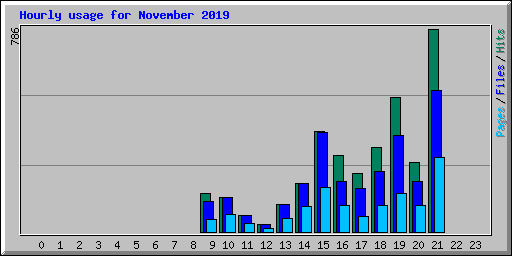 Hourly usage for November 2019
786
Pages/Files/Hits
0 1 2 3 4 5 6 7 8 9 10 11 12 13 14 15 16 17 18 19 20 21 22 23